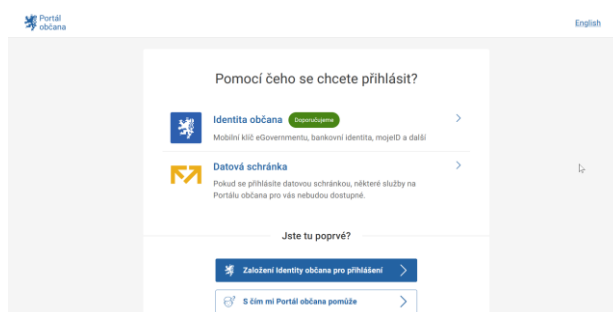 Portál
občana
English
Pomocí čeho se chcete přihlásit?
Identita občana Doporučujeme
Mobilní klíč eGovernmentu, bankovní identita, mojeID a další
Datová schránka
Pokud se přihlásíte datovou schránkou, některé služby na
Portálu občana pro vás nebudou dostupné.
Jste tu poprvé?
Založení Identity občana pro přihlášení
S čím mi Portál občana pomůže